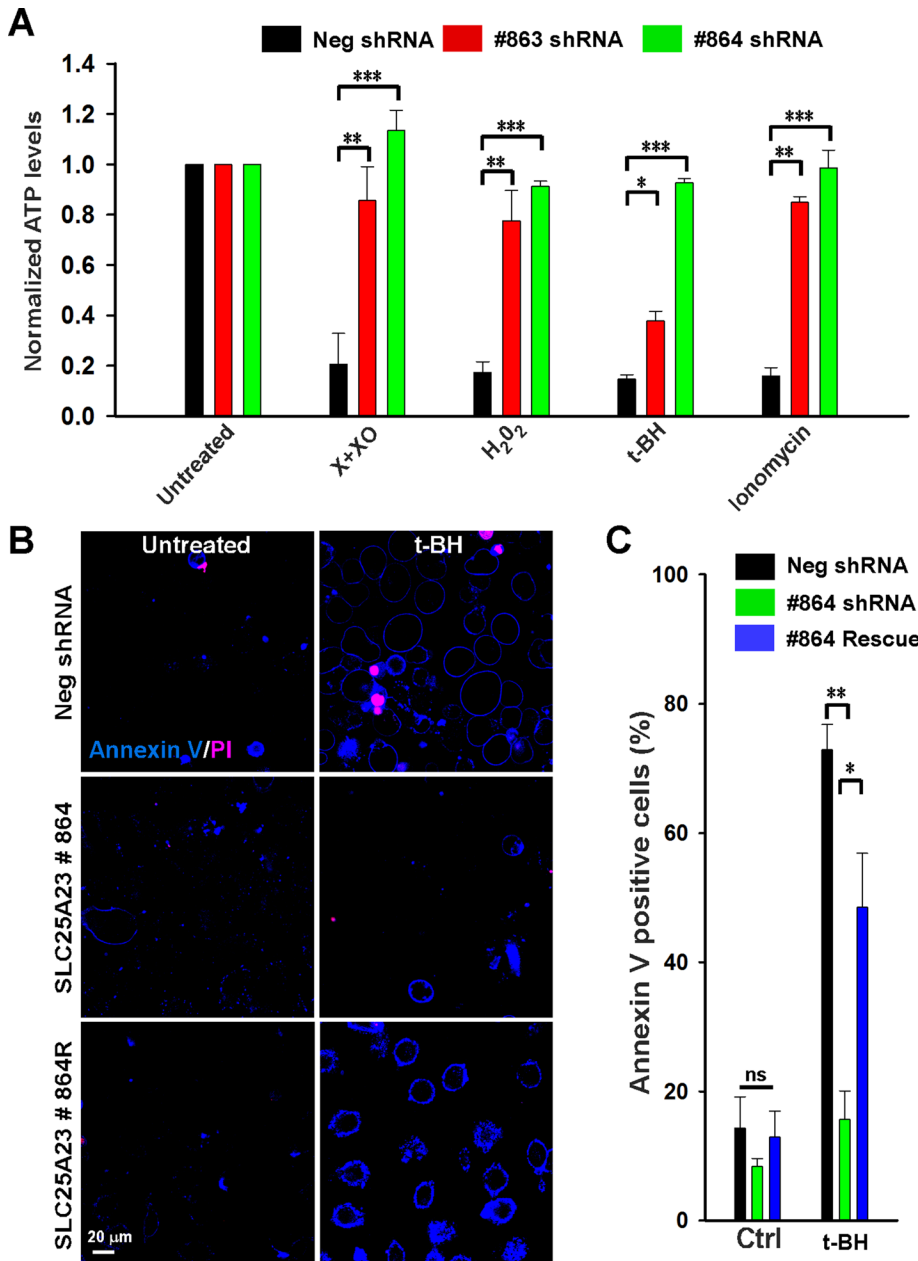 A
Neg shRNA #863 shRNA #864 shRNA
Normalized ATP levels
1.4
1.2
1.0
0.8
0.6
0.4
0.2
0.0
***
**
***
**
***
*
***
**
Untreated
X+XO
H₂0₂
t-BH
Ionomycin
B
Untreated
t-BH
Neg shRNA
Annexin V/PI
SLC25A23 # 864
SLC25A23 # 864R
20 µm
C
Neg shRNA
#864 shRNA
#864 Rescue
Annexin V positive cells (%)
100
80
60
40
20
0
ns
**
*
Ctrl
t-BH